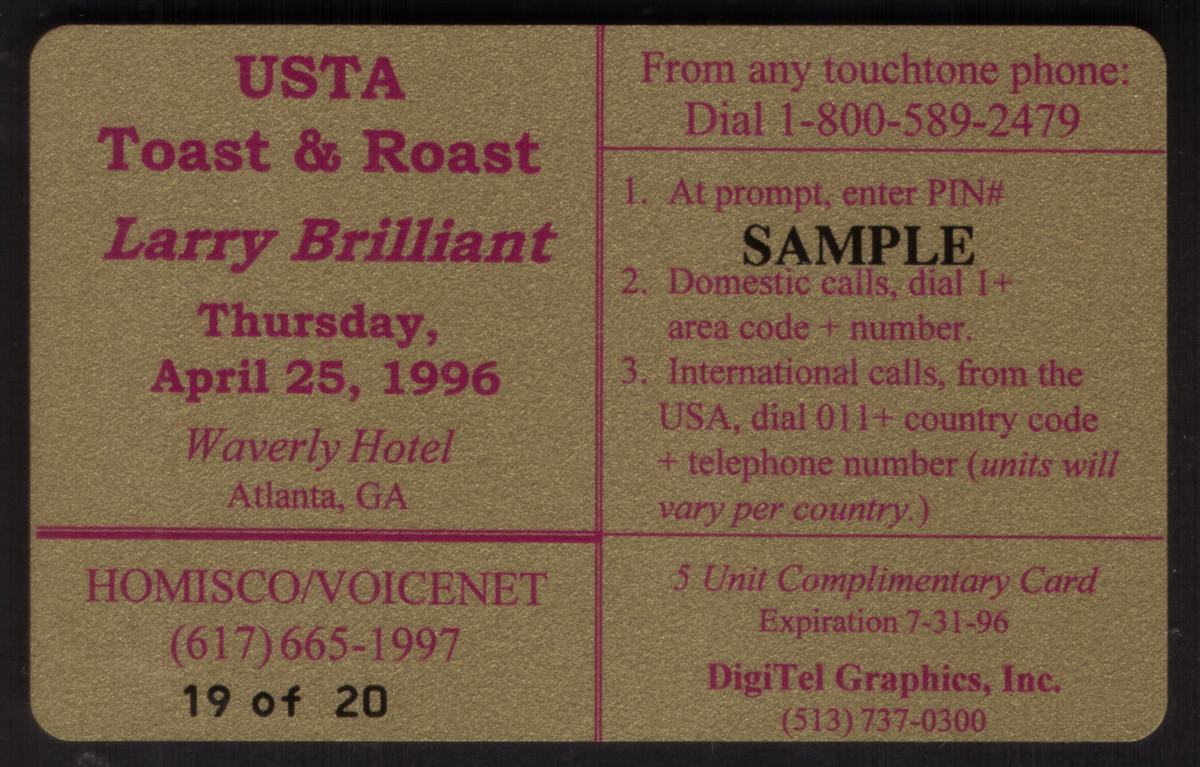 USTA
Toast & Roast
Larry Brilliant
Thursday,
April 25, 1996
Waverly Hotel
Atlanta, GA
HOMISCO/VOICENET
(617) 665-1997
19 of 20
From any touchtone phone:
Dial 1-800-589-2479
1. At prompt, enter PIN#
SAMPLE
2. Domestic calls, dial 1+
area code + number.
3. International calls, from the
USA, dial 011+ country code
+ telephone number (units will
vary per country.)
5 Unit Complimentary Card
Expiration 7-31-96
DigiTel Graphics, Inc.
(513) 737-0300